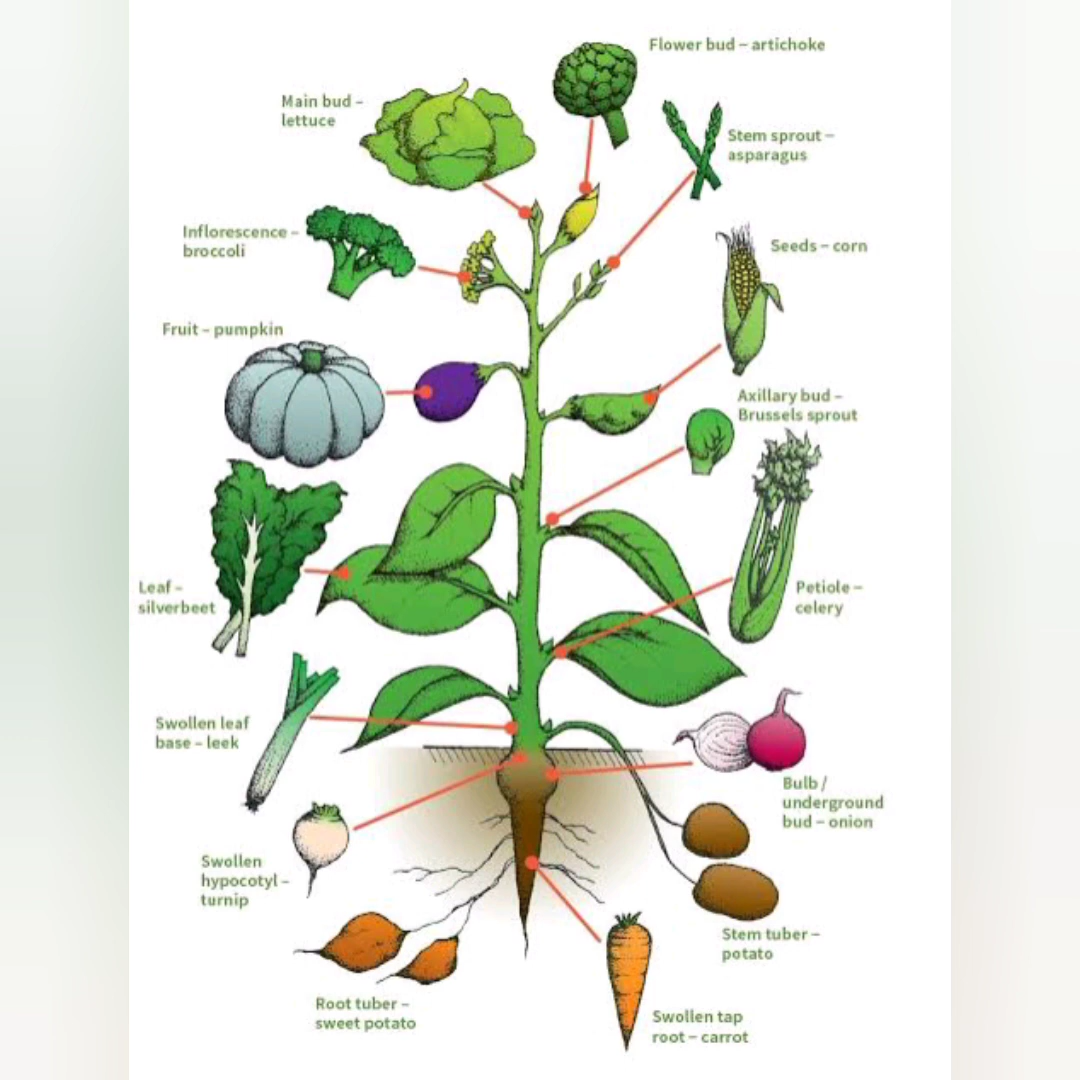 Flower bud – artichoke
Main bud –
lettuce
Stem sprout –
asparagus
Inflorescence –
broccoli
Seeds – corn
Fruit – pumpkin
Axillary bud –
Brussels sprout
Leaf –
silverbeet
Petiole –
celery
Swollen leaf
base – leek
Bulb /
underground
bud – onion
Swollen
hypocotyl –
turnip
Stem tuber –
potato
Root tuber –
sweet potato
Swollen tap
root – carrot